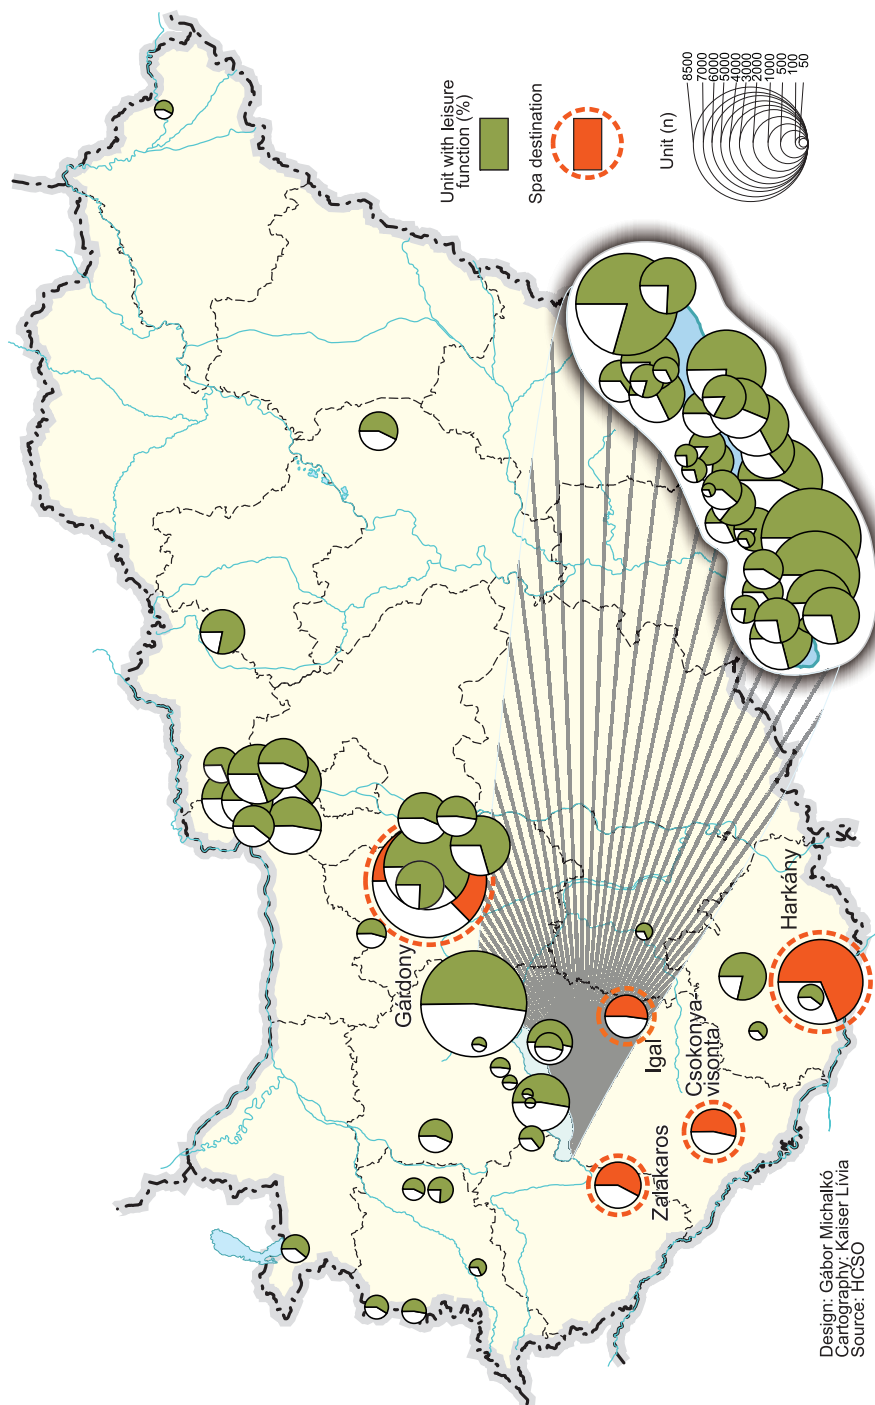 Unit with leisure
function (%)
Spa destination
Unit (n)
8500
7000
6000
5000
4000
3000
2000
1000
500
100
50
Gárdony
Harkány
Igal
Csokonya-
visonta
Zalakaros
Design: Gábor Michalkó
Cartography: Kaiser Lívia
Source: HCSO